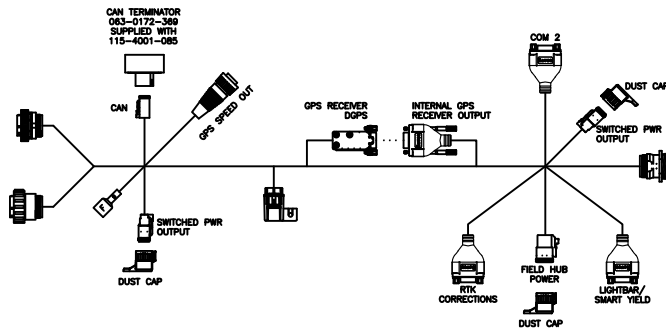 CAN TERMINATOR
063-0172-369
SUPPLIED WITH
115-4001-085
CAN
GPS SPEED OUT
F
SWITCHED PWR
OUTPUT
DUST CAP
GPS RECEIVER
DGPS
INTERNAL GPS
RECEIVER OUTPUT
COM 2
DUST CAP
SWITCHED PWR
OUTPUT
RTK
CORRECTIONS
FIELD HUB
POWER
DUST CAP
LIGHTBAR/
SMART YIELD